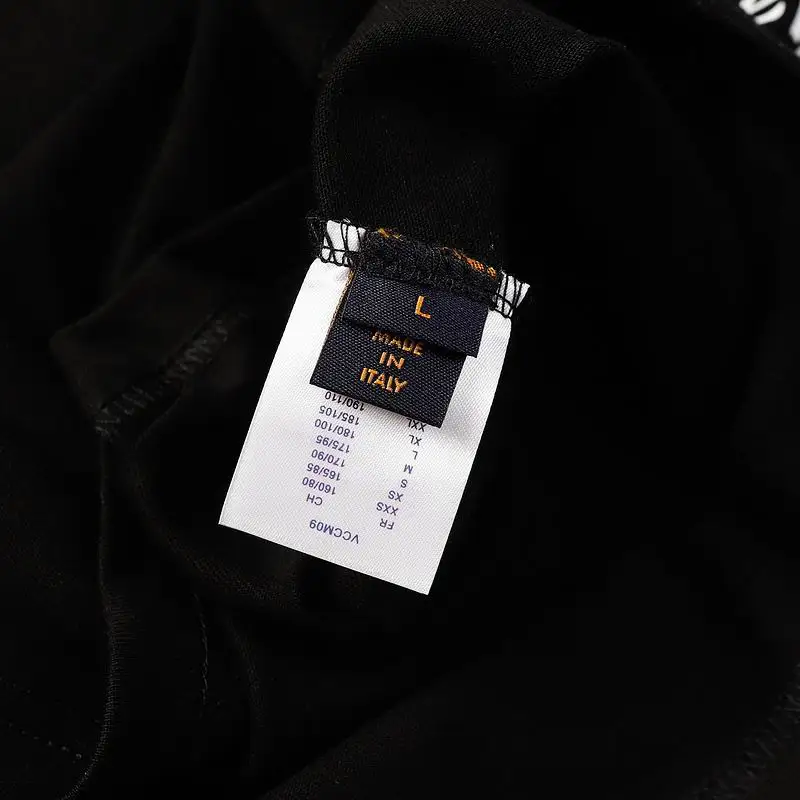 L
MADE
IN
ITALY
VCCM09
FR CH
XXS 160/80
XS 165/85
S 170/90
M 175/95
L 180/100
XL 185/105
XXL 190/110